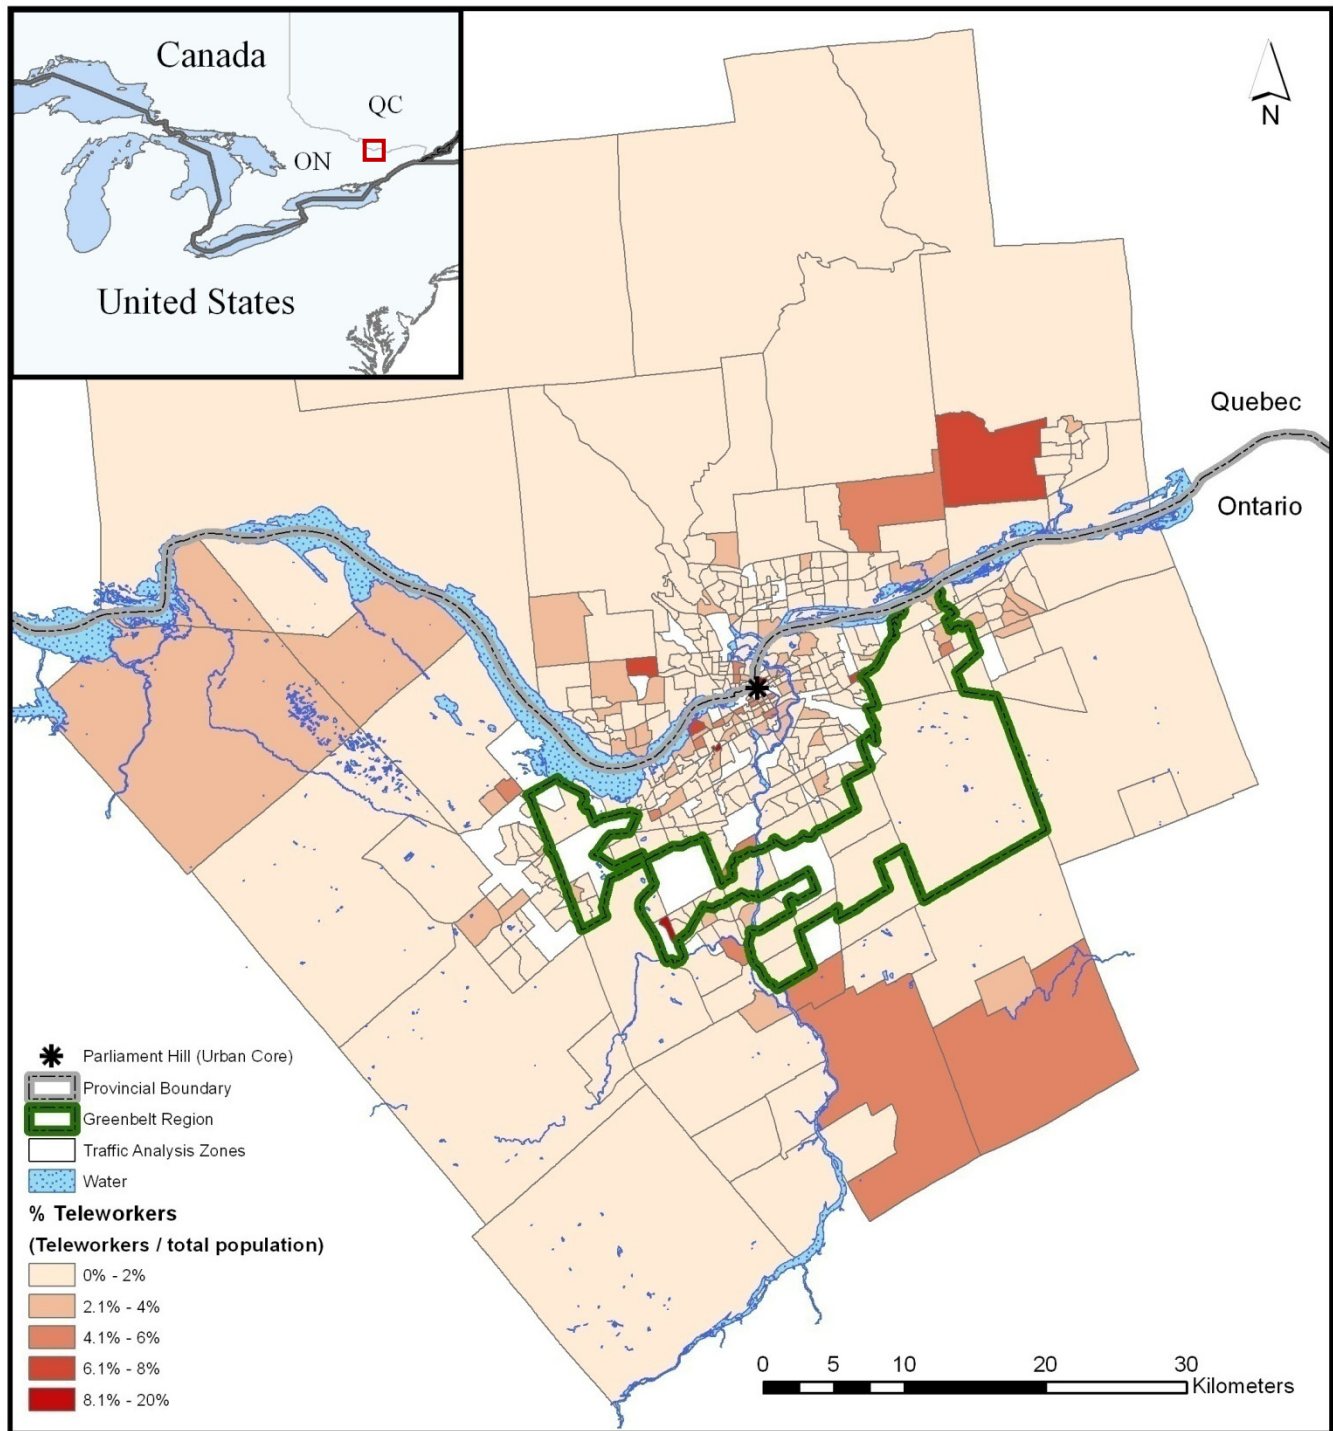 Canada
QC
ON
United States
N
Quebec
Ontario
Parliament Hill (Urban Core)
Provincial Boundary
Greenbelt Region
Traffic Analysis Zones
Water
% Teleworkers
(Teleworkers / total population)
0% - 2%
2.1% - 4%
4.1% - 6%
6.1% - 8%
8.1% - 20%
0 5 10 20 30
Kilometers